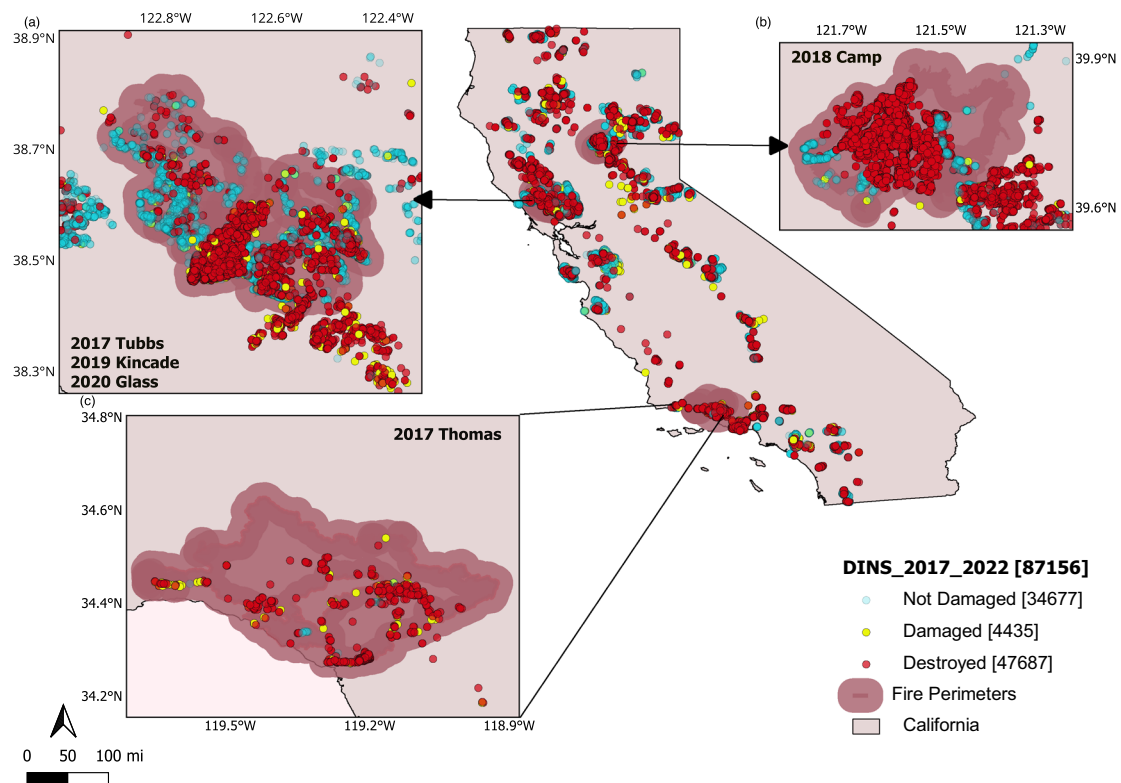 (a)
122.8°W 122.6°W 122.4°W
38.9°N
38.7°N
38.5°N
38.3°N
2017 Tubbs
2019 Kincade
2020 Glass
(b)
121.7°W 121.5°W 121.3°W
2018 Camp
39.9°N
39.6°N
(c)
34.8°N
34.6°N
34.4°N
34.2°N
2017 Thomas
119.5°W 119.2°W 118.9°W
DINS_2017_2022 [87156]
Not Damaged [34677]
Damaged [4435]
Destroyed [47687]
Fire Perimeters
California
0 50 100 mi